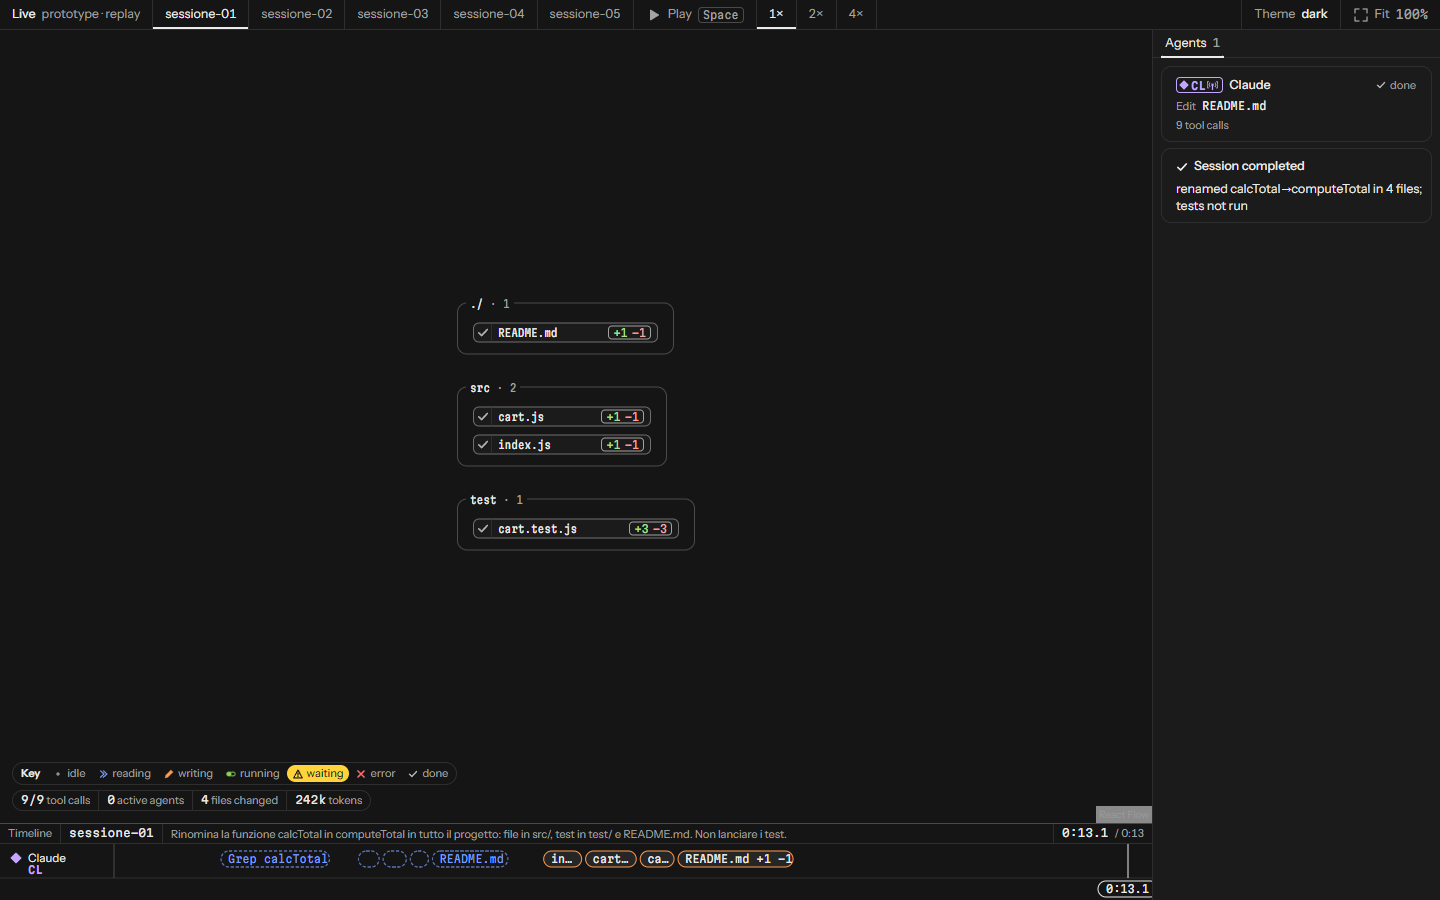 Live prototype · replay sessione-01 sessione-02 sessione-03 sessione-04 sessione-05 Play Space 1× 2× 4× Theme dark Fit 100%
Agents 1
CL Claude done
Edit README.md
9 tool calls
Session completed
renamed calcTotal→computeTotal in 4 files;
tests not run
./ · 1
README.md +1 −1
src · 2
cart.js +1 −1
index.js +1 −1
test · 1
cart.test.js +3 −3
Key idle reading writing running waiting error done
9/9 tool calls 0 active agents 4 files changed 242k tokens
React Flow
Timeline sessione-01 Rinomina la funzione calcTotal in computeTotal in tutto il progetto: file in src/, test in test/ e README.md. Non lanciare i test. 0:13.1 / 0:13
Claude
CL
Grep calcTotal README.md in… cart… ca… README.md +1 −1
0:13.1